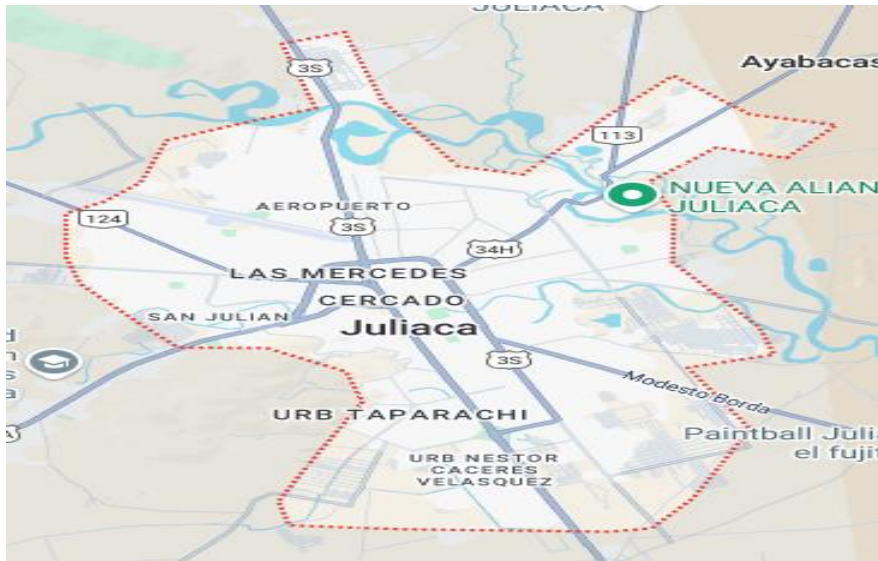 JULIACA
3S
Ayabacas
113
NUEVA ALIAN
JULIACA
AEROPUERTO
124
3S
34H
LAS MERCEDES
CERCADO
SAN JULIAN
Juliaca
d
n
s
a
3S
Modesto Borda
URB TAPARACHI
A
Paintball Julia
el fujit
URB NESTOR
CACERES
VELASQUEZ